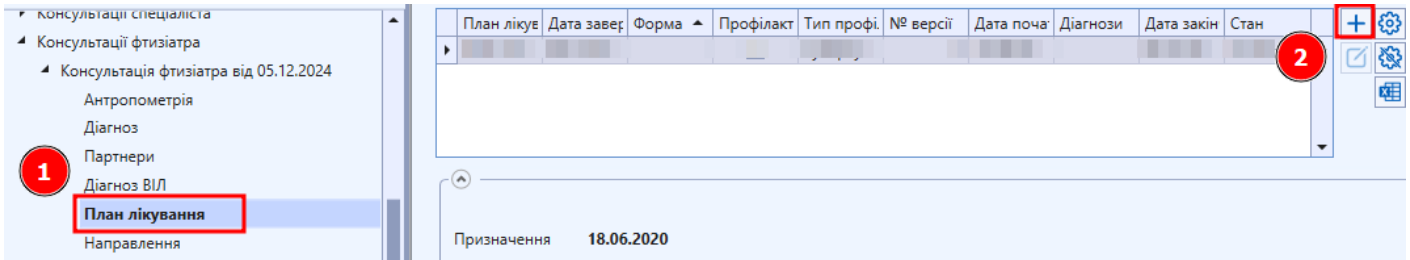 Консультації спеціаліста
Консультації фтизіатра
Консультація фтизіатра від 05.12.2024
Антропометрія
Діагноз
Партнери
1
Діагноз ВІЛ
План лікування
Направлення
План лікув Дата завер Форма Профілакт Тип профі. № версії Дата поча Діагнози Дата закін Стан
2
Призначення 18.06.2020